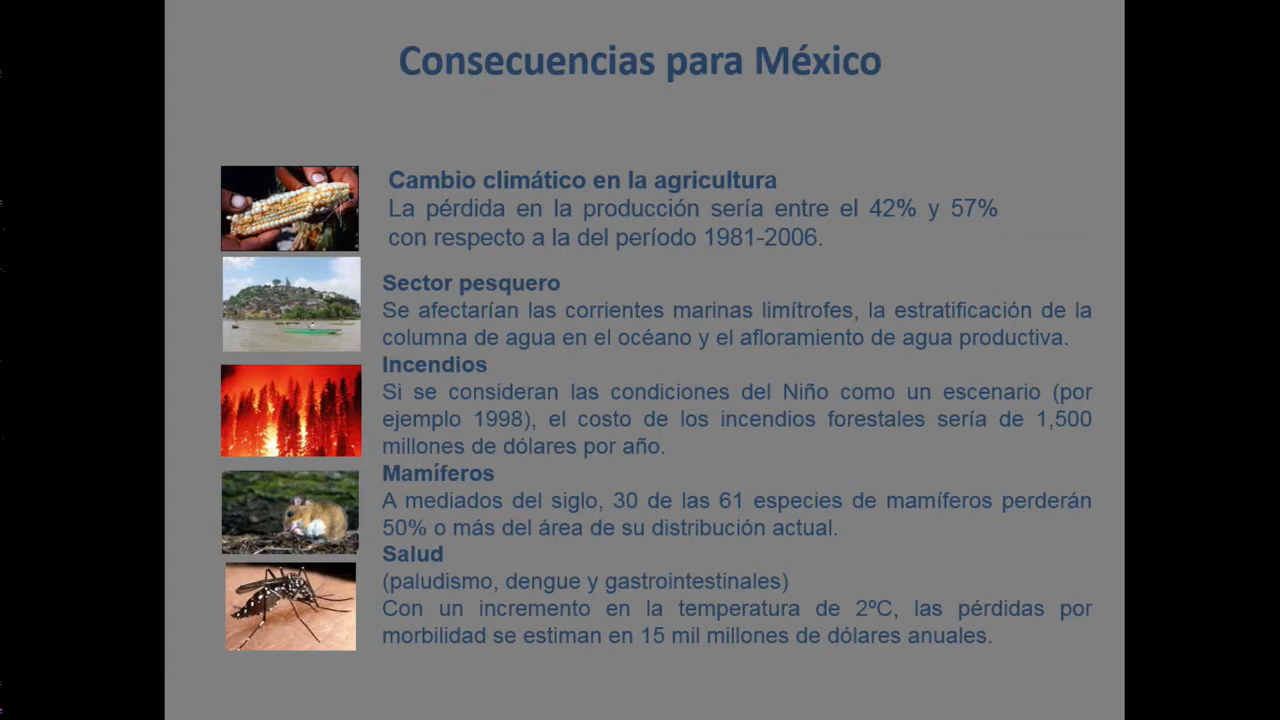 Consecuencias para México
Cambio climático en la agricultura
La pérdida en la producción sería entre el 42% y 57%
con respecto a la del período 1981-2006.
Sector pesquero
Se afectarían las corrientes marinas limítrofes, la estratificación de la
columna de agua en el océano y el afloramiento de agua productiva.
Incendios
Si se consideran las condiciones del Niño como un escenario (por
ejemplo 1998), el costo de los incendios forestales sería de 1,500
millones de dólares por año.
Mamíferos
A mediados del siglo, 30 de las 61 especies de mamíferos perderán
50% o más del área de su distribución actual.
Salud
(paludismo, dengue y gastrointestinales)
Con un incremento en la temperatura de 2ºC, las pérdidas por
morbilidad se estiman en 15 mil millones de dólares anuales.